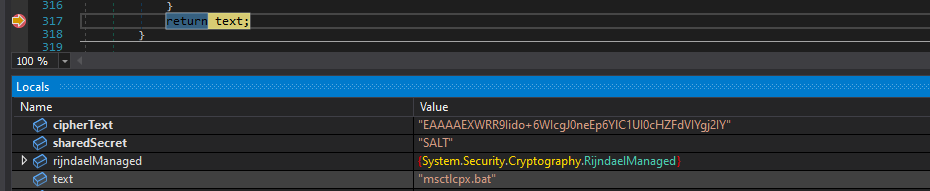 316 }
317 return text;
318 }
319
100 %
Locals
Name Value
cipherText "EAAAAEXWRR9lido+6WIcgJ0neEp6YIC1Ul0cHZFdVlYgj2lY"
sharedSecret "SALT"
rijndaelManaged {System.Security.Cryptography.RijndaelManaged}
text "msctlcpx.bat"